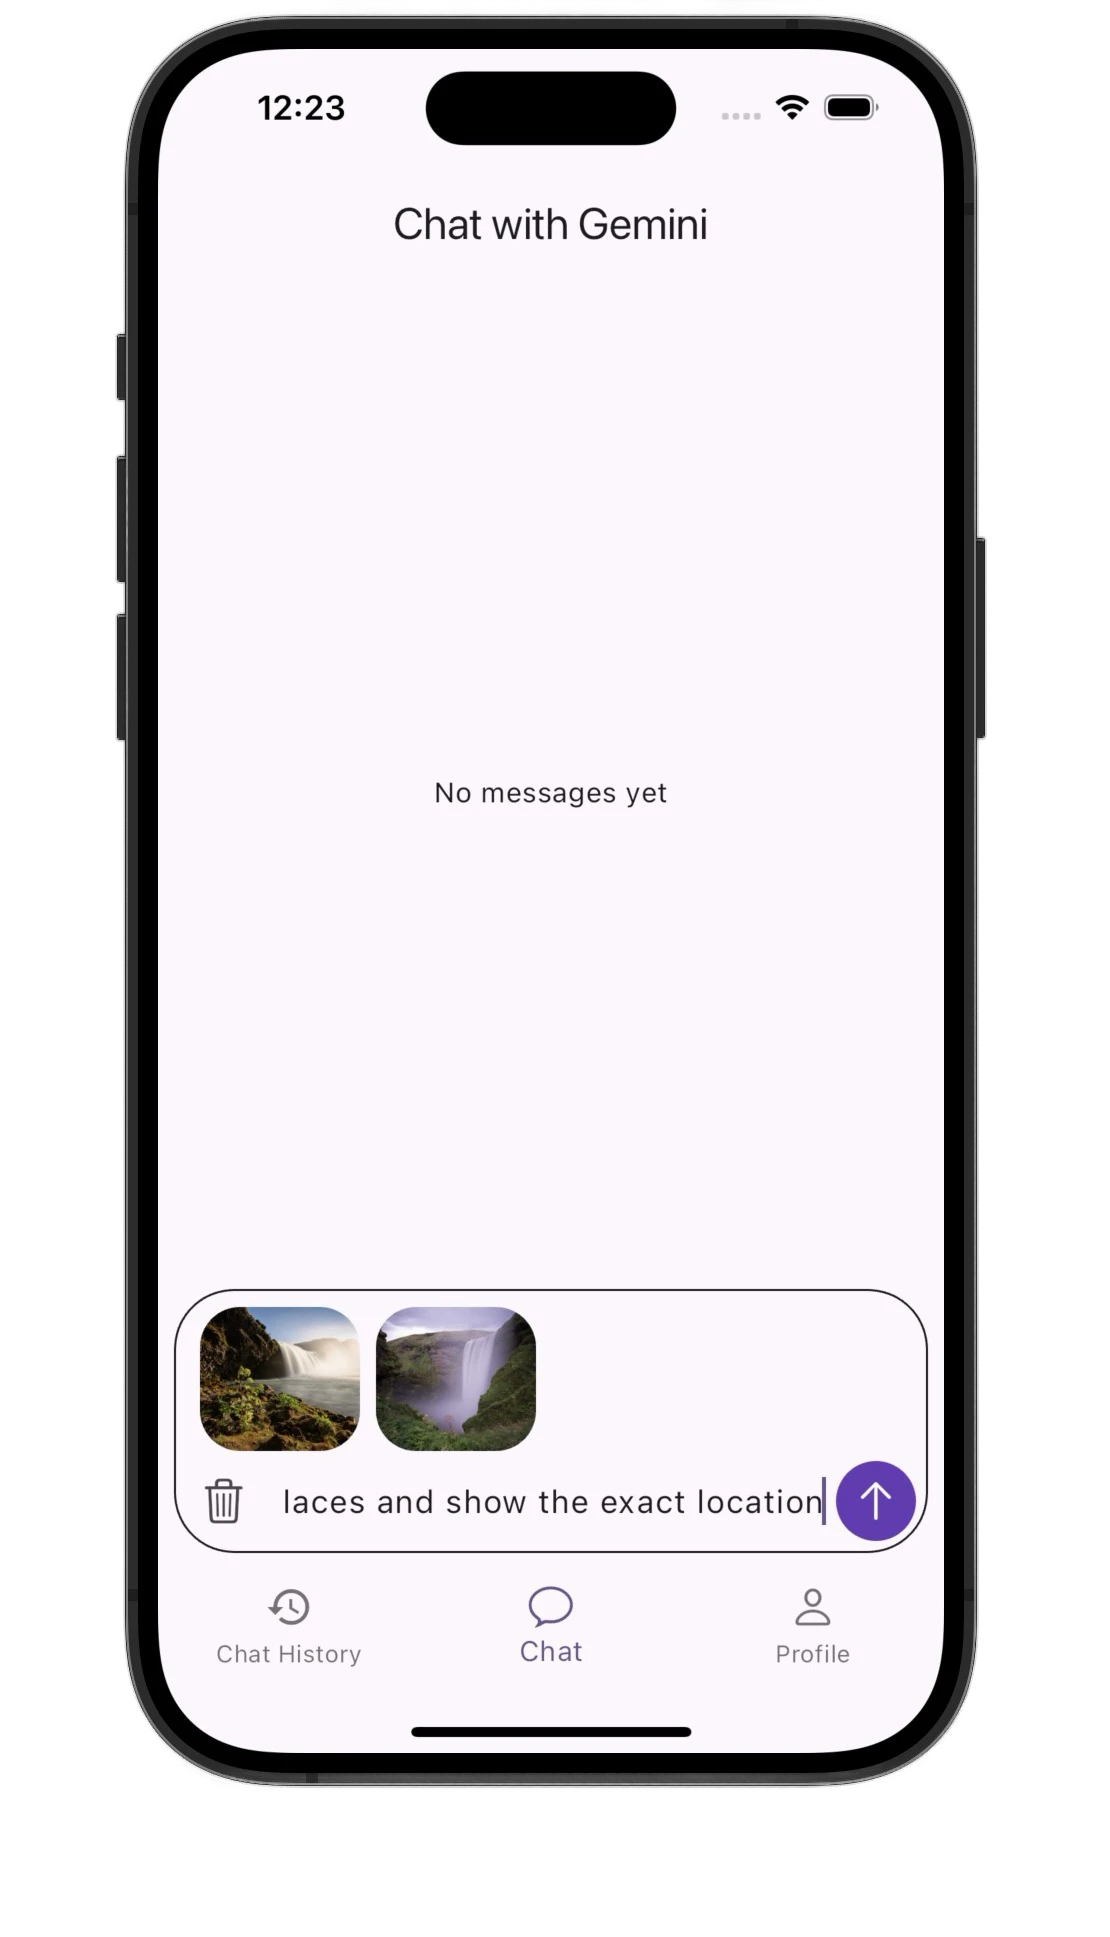 12:23
Chat with Gemini
No messages yet
laces and show the exact location
Chat History
Chat
Profile